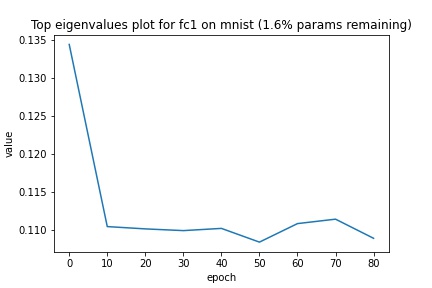 Top eigenvalues plot for fc1 on mnist (1.6% params remaining)
0.135
0.130
0.125
0.120
0.115
0.110
value
0 10 20 30 40 50 60 70 80
epoch